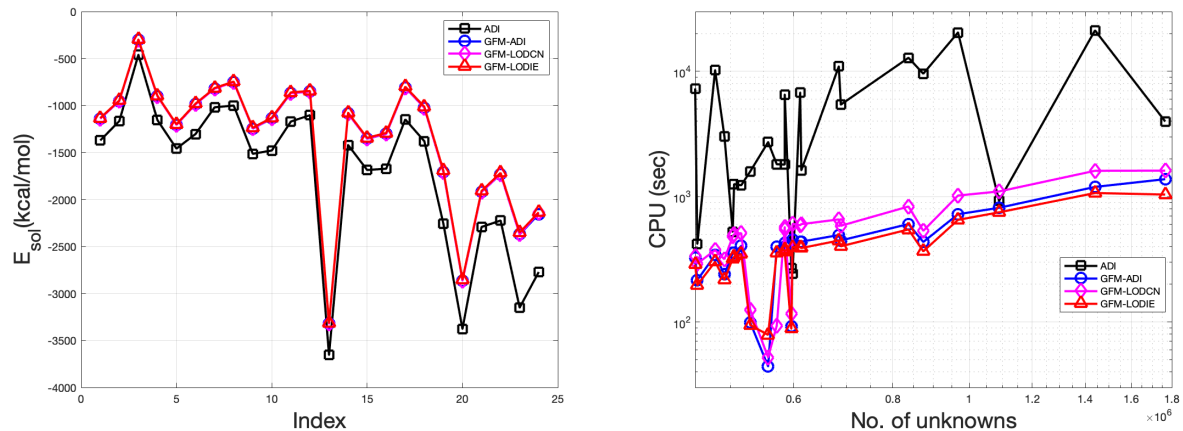 0
-500
-1000
-1500
-2000
-2500
-3000
-3500
-4000
E_sol(kcal/mol)
0 5 10 15 20 25
Index
ADI
GFM-ADI
GFM-LODCN
GFM-LODIE
10^4
10^3
10^2
CPU (sec)
0.6 0.8 1 1.2 1.4 1.6 1.8
×10^6
No. of unknowns
ADI
GFM-ADI
GFM-LODCN
GFM-LODIE